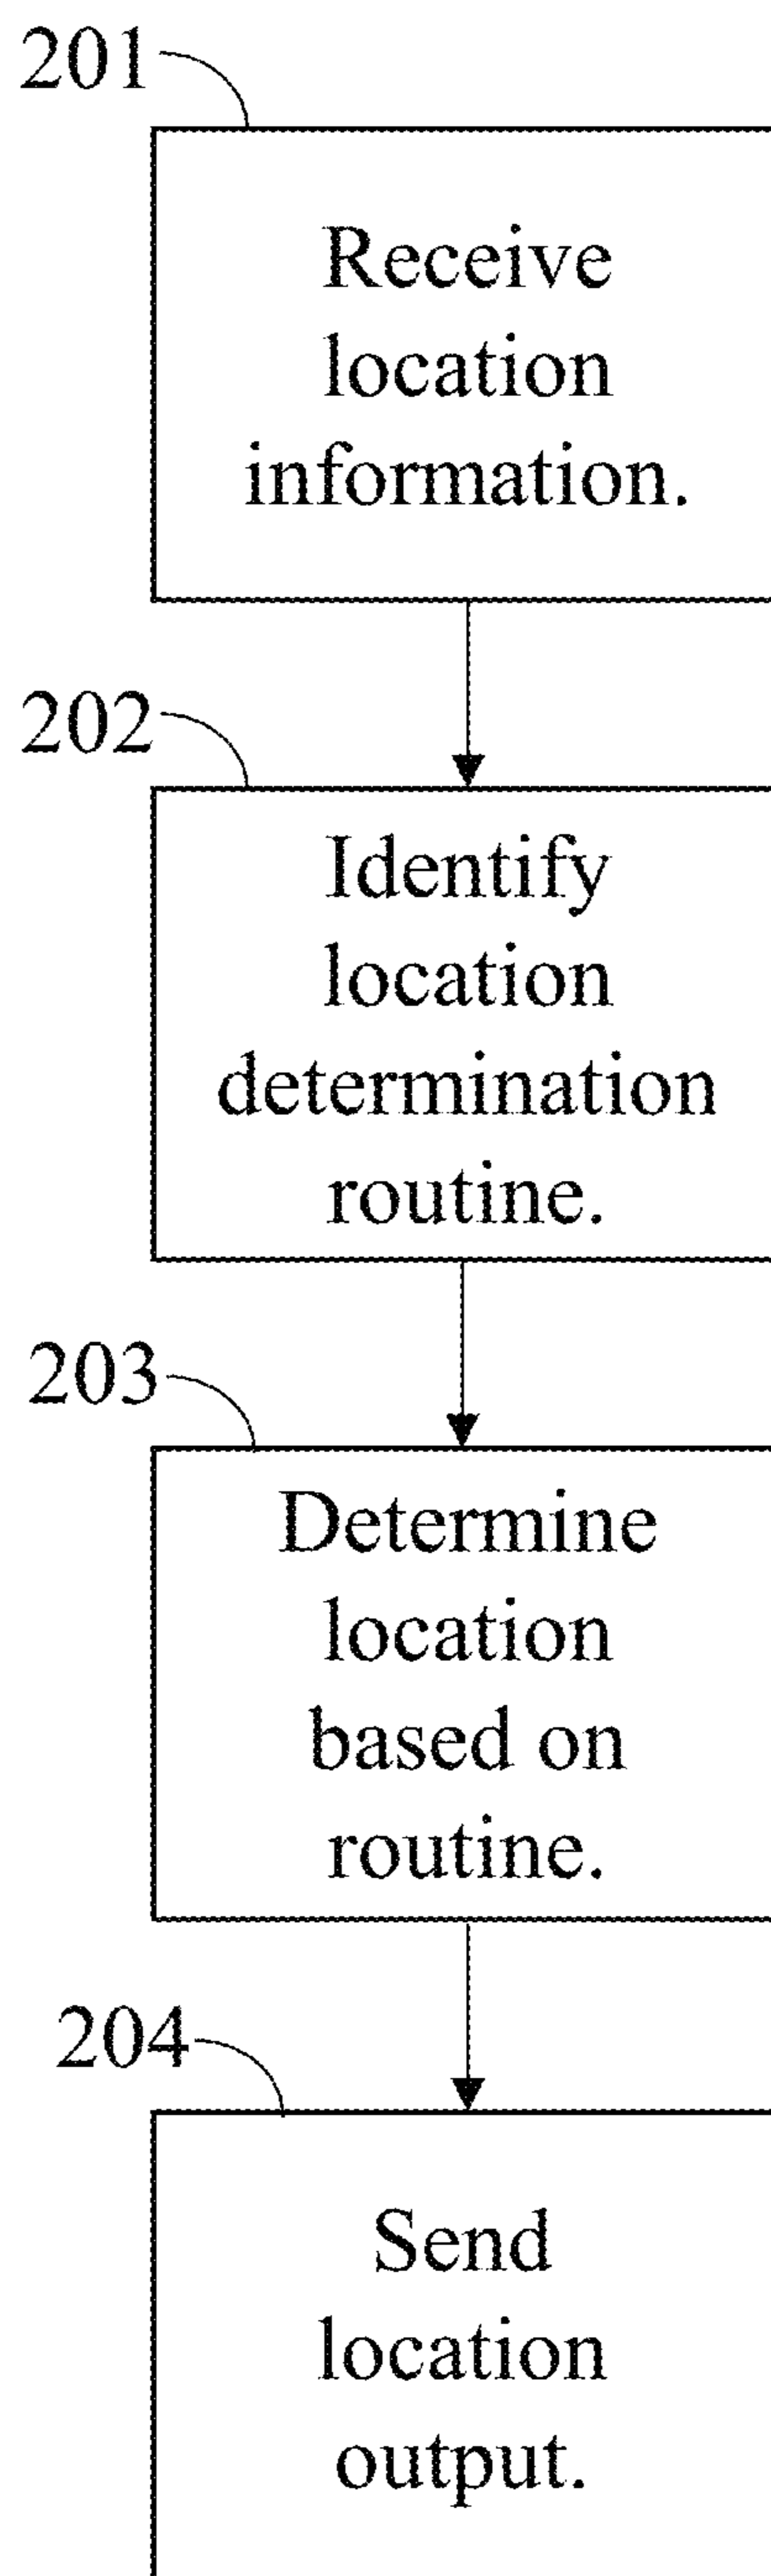 201
Receive
location
information.
202
Identify
location
determination
routine.
203
Determine
location
based on
routine.
204
Send
location
output.